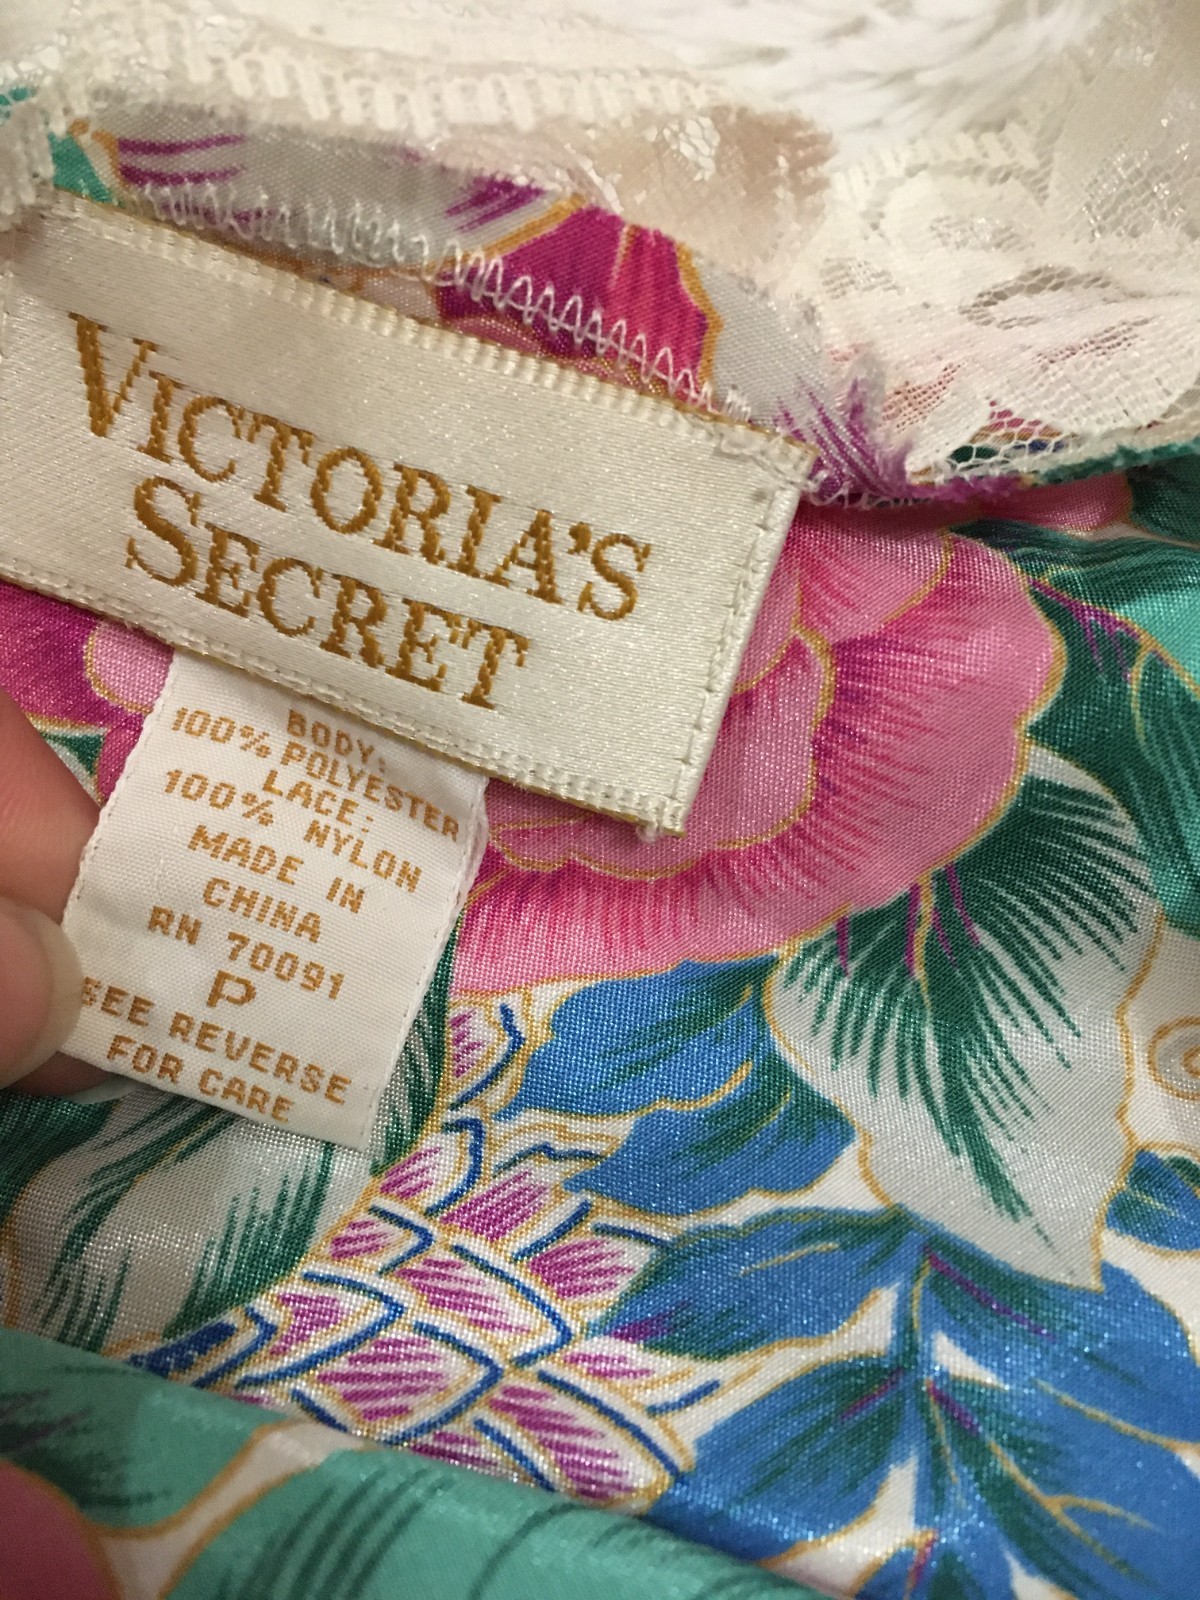 VICTORIA'S
SECRET
BODY:
100% POLYESTER
LACE:
100% NYLON
MADE IN
CHINA
RN 70091
P
SEE REVERSE
FOR CARE